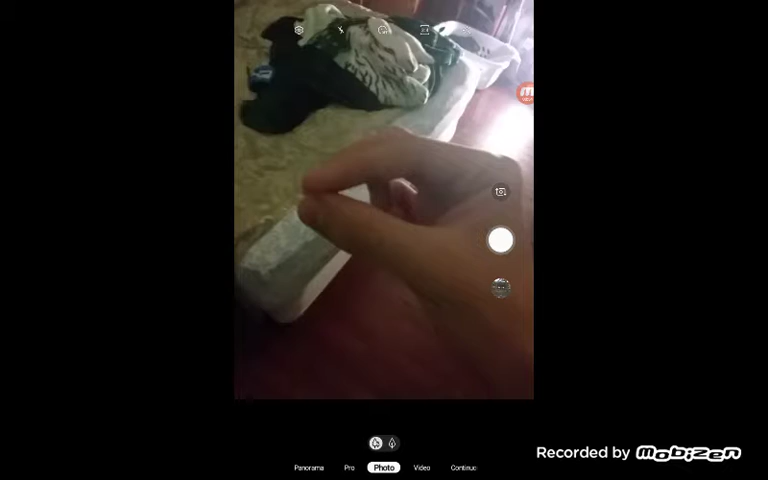 Recorded by Mobizen
Panorama
Pro
Photo
Video
Continuo